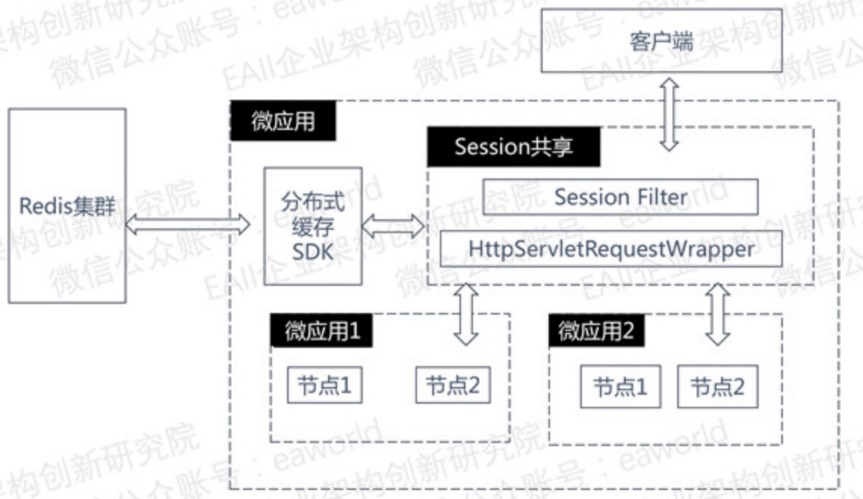 客户端
微应用
Session共享
Redis集群
分布式
缓存
SDK
Session Filter
HttpServletRequestWrapper
微应用1
微应用2
节点1
节点2
节点1
节点2
EAII企业架构创新研究院
微信公众账号：eaworld